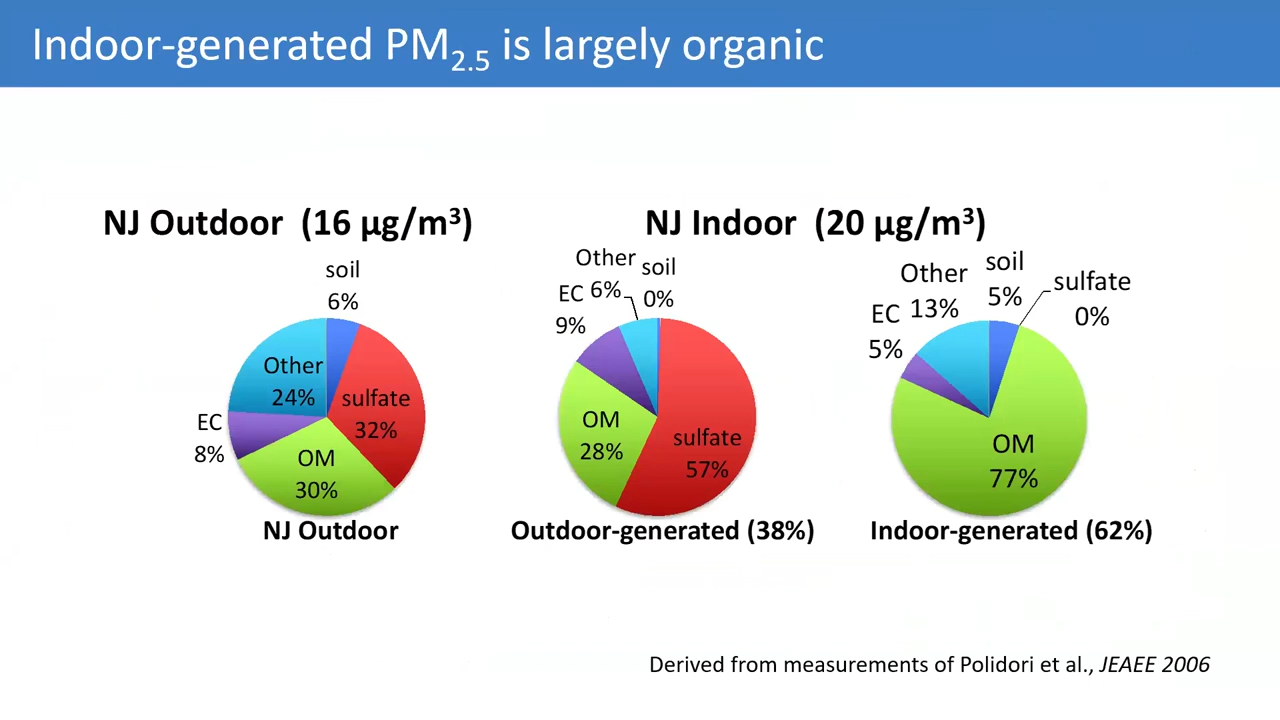 Indoor-generated PM2.5 is largely organic
NJ Outdoor (16 µg/m³)
soil
6%
sulfate
32%
OM
30%
EC
8%
Other
24%
NJ Outdoor
NJ Indoor (20 µg/m³)
Other
6%
soil
0%
EC
9%
OM
28%
sulfate
57%
Outdoor-generated (38%)
Other
13%
soil
5%
sulfate
0%
EC
5%
OM
77%
Indoor-generated (62%)
Derived from measurements of Polidori et al., JEAEE 2006